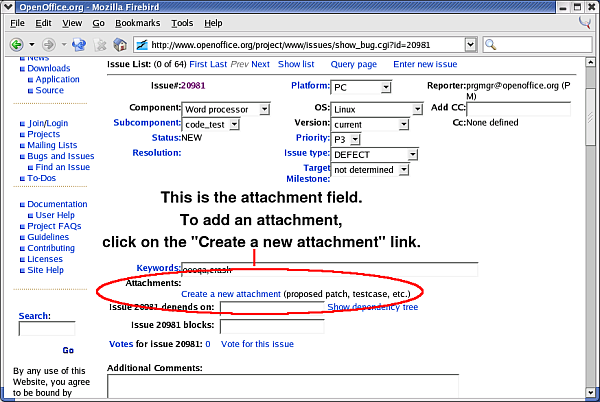 OpenOffice.org - Mozilla Firebird
File Edit View Go Bookmarks Tools Help
http://www.openoffice.org/project/www/issues/show_bug.cgi?id=20981
News
Downloads
Application
Source
Join/Login
Projects
Mailing Lists
Bugs and Issues
Find an Issue
To-Dos
Documentation
User Help
Project FAQs
Guidelines
Contributing
Licenses
Site Help
Search:
Go
By any use of this
Website, you agree
to be bound by
Issue List: (0 of 64) First Last Prev Next Show list Query page Enter new issue
Issue#:20981 Platform: PC Reporter:prgmgr@openoffice.org (P
M)
Component: Word processor OS: Linux Add CC:
Subcomponent: code_test Version: current Cc:None defined
Status:NEW Priority: P3
Resolution: Issue type: DEFECT
Target
Milestone: not determined
This is the attachment field.
To add an attachment,
click on the "Create a new attachment" link.
Keywords: oooqa,crash
Attachments:
Create a new attachment (proposed patch, testcase, etc.)
Issue 20981 depends on: Show dependency tree
Issue 20981 blocks:
Votes for issue 20981: 0 Vote for this issue
Additional Comments: